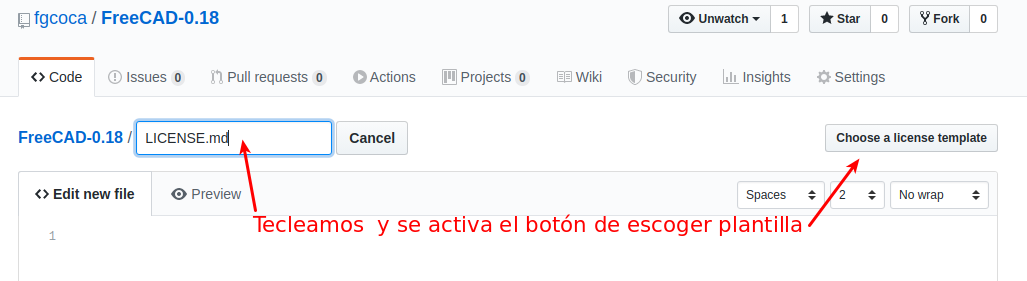 fgcoca / FreeCAD-0.18 Unwatch 1 Star 0 Fork 0
Code Issues 0 Pull requests 0 Actions Projects 0 Wiki Security Insights Settings
FreeCAD-0.18 / LICENSE.md Cancel Choose a license template
Edit new file Preview Spaces 2 No wrap
Tecleamos y se activa el botón de escoger plantilla
1